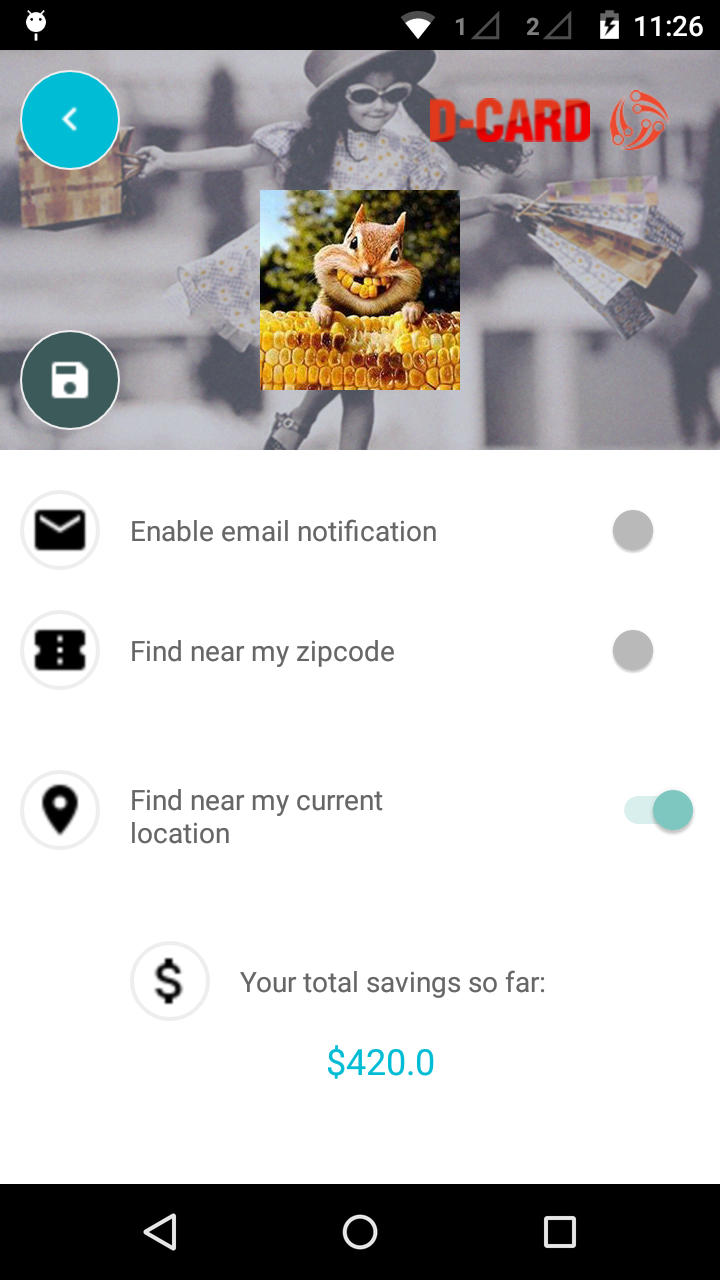 1 2 11:26
D-CARD
Enable email notification
Find near my zipcode
Find near my current
location
$ Your total savings so far:
$420.0